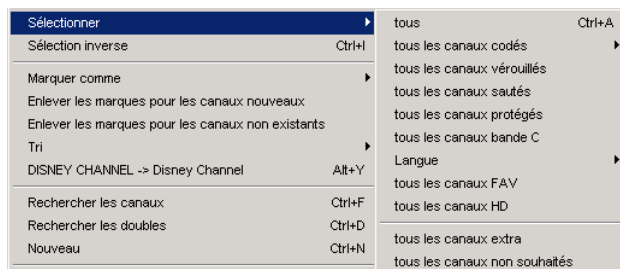 Sélectionner
Sélection inverse Ctrl+I
Marquer comme
Enlever les marques pour les canaux nouveaux
Enlever les marques pour les canaux non existants
Tri
DISNEY CHANNEL -> Disney Channel Alt+Y
Rechercher les canaux Ctrl+F
Rechercher les doubles Ctrl+D
Nouveau Ctrl+N
tous Ctrl+A
tous les canaux codés
tous les canaux vérouillés
tous les canaux sautés
tous les canaux protégés
tous les canaux bande C
Langue
tous les canaux FAV
tous les canaux HD
tous les canaux extra
tous les canaux non souhaités